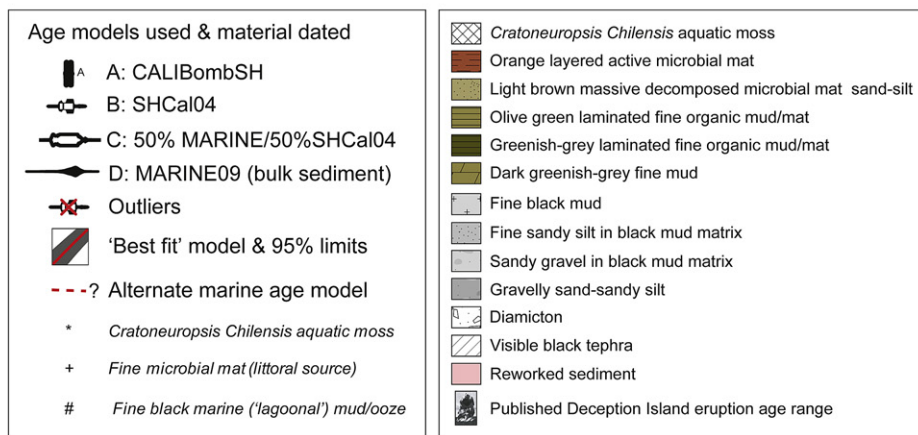 Age models used & material dated
A
A: CALIBombSH
B: SHCal04
C: 50% MARINE/50%SHCal04
D: MARINE09 (bulk sediment)
Outliers
‘Best fit’ model & 95% limits
? Alternate marine age model
* Cratoneuropsis Chilensis aquatic moss
+ Fine microbial mat (littoral source)
# Fine black marine (‘lagoonal’) mud/ooze
Cratoneuropsis Chilensis aquatic moss
Orange layered active microbial mat
Light brown massive decomposed microbial mat sand-silt
Olive green laminated fine organic mud/mat
Greenish-grey laminated fine organic mud/mat
Dark greenish-grey fine mud
Fine black mud
Fine sandy silt in black mud matrix
Sandy gravel in black mud matrix
Gravelly sand-sandy silt
Diamicton
Visible black tephra
Reworked sediment
Published Deception Island eruption age range